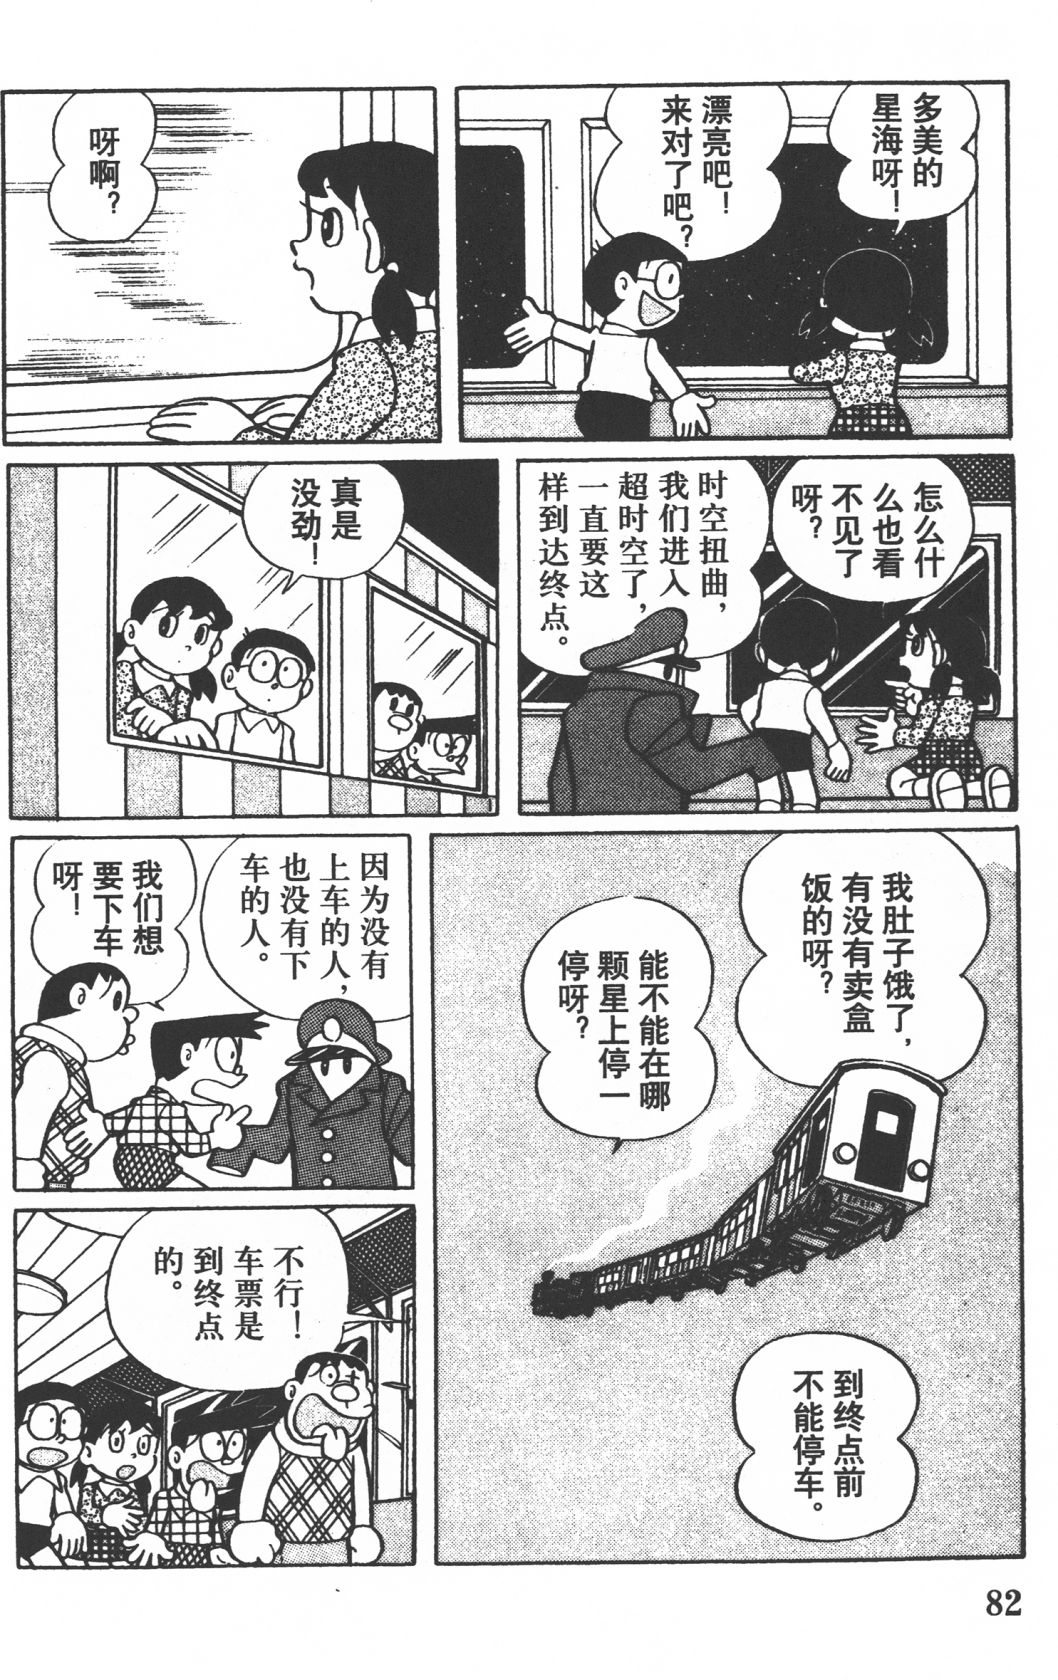 多美的
星海呀！
漂亮吧！
来对了吧？
呀啊？
怎么什
么也看
不见了
呀？
时空扭曲，
我们进入
超时空了，
一直要这
样到达终点。
真是
没劲！
我肚子饿了，
有没有卖盒
饭的呀？
能不能在哪
颗星上停一
停呀？
到终点前
不能停车。
因为没有
上车的人，
也没有下
车的人。
我们想
要下车
呀！
不行！
车票是
到终点
的。
82